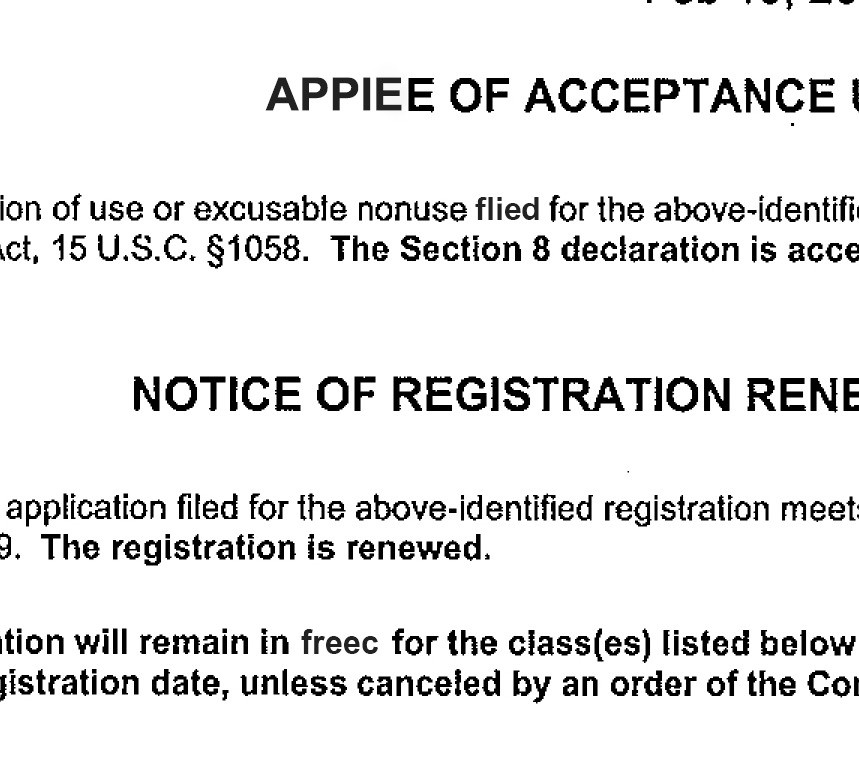 APPIEE OF ACCEPTANCE
ion of use or excusable nonuse flied for the above-identifi
Act, 15 U.S.C. §1058. The Section 8 declaration is acce
NOTICE OF REGISTRATION RENE
application filed for the above-identified registration meets
9. The registration is renewed.
ation will remain in freec for the class(es) listed below
gistration date, unless canceled by an order of the Com